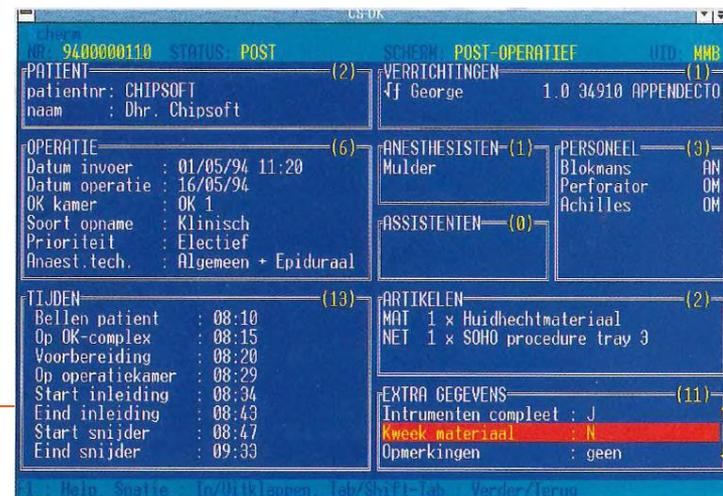 CS-OK
cherm
NR: 9400000110 STATUS: POST SCHERM: POST-OPERATIEF UID: MMB
PATIENT (2)
patientnr: CHIPSOFT
naam : Dhr. Chipsoft
VERRICHTINGEN (1)
√f George 1.0 34910 APPENDECTO
OPERATIE (6)
Datum invoer : 01/05/94 11:20
Datum operatie : 16/05/94
OK kamer : OK 1
Soort opname : Klinisch
Prioriteit : Electief
Anaest.tech. : Algemeen + Epiduraal
ANESTHESISTEN (1)
Mulder
ASSISTENTEN (0)
PERSONEEL (3)
Blokmans AN
Perforator OM
Achilles OM
TIJDEN (13)
Bellen patient : 08:10
Op OK-complex : 08:15
Voorbereiding : 08:20
Op operatiekamer : 08:29
Start inleiding : 08:34
Eind inleiding : 08:43
Start snijder : 08:47
Eind snijder : 09:33
ARTIKELEN (2)
MAT 1 x Huidhechtmateriaal
NET 1 x SOHO procedure tray 3
EXTRA GEGEVENS (11)
Intrumenten compleet : J
Kweek materiaal : N
Opmerkingen : geen
F1 : Help, Spatie In/Uitklappen, Tab/Shift-Tab Verder/Terug